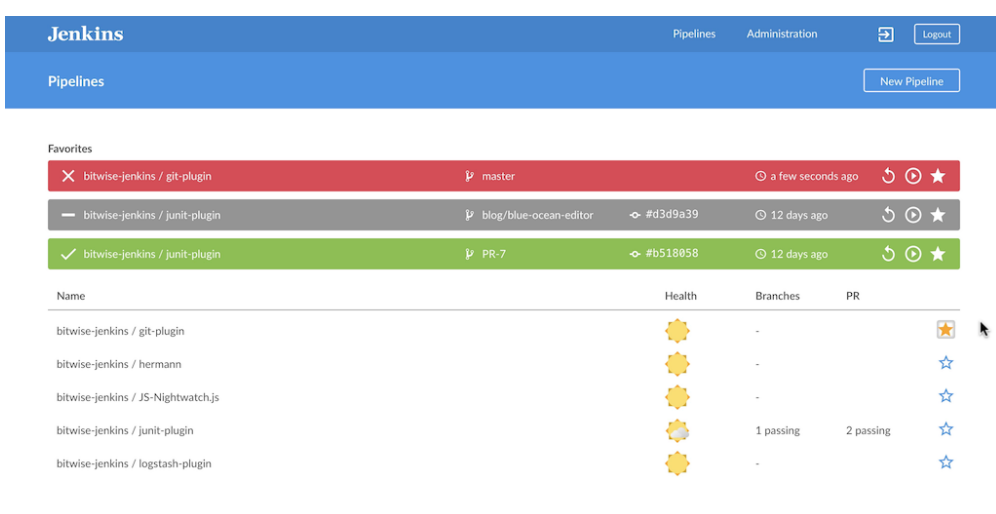 Jenkins Pipelines Administration Logout
Pipelines New Pipeline
Favorites
bitwise-jenkins / git-plugin master a few seconds ago
bitwise-jenkins / junit-plugin blog/blue-ocean-editor #d3d9a39 12 days ago
bitwise-jenkins / junit-plugin PR-7 #b518058 12 days ago
Name Health Branches PR
bitwise-jenkins / git-plugin -
bitwise-jenkins / hermann -
bitwise-jenkins / JS-Nightwatch.js -
bitwise-jenkins / junit-plugin 1 passing 2 passing
bitwise-jenkins / logstash-plugin -